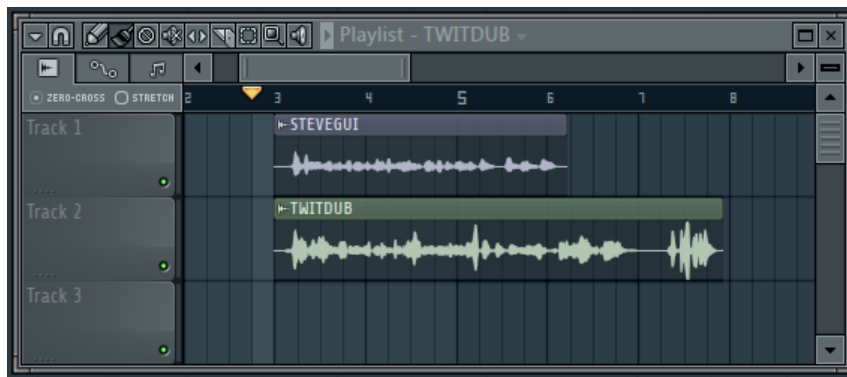 Playlist - TWITDUB
ZERO-CROSS STRETCH 2 3 4 5 6 7 8
Track 1
STEVEGUI
Track 2
TWITDUB
Track 3